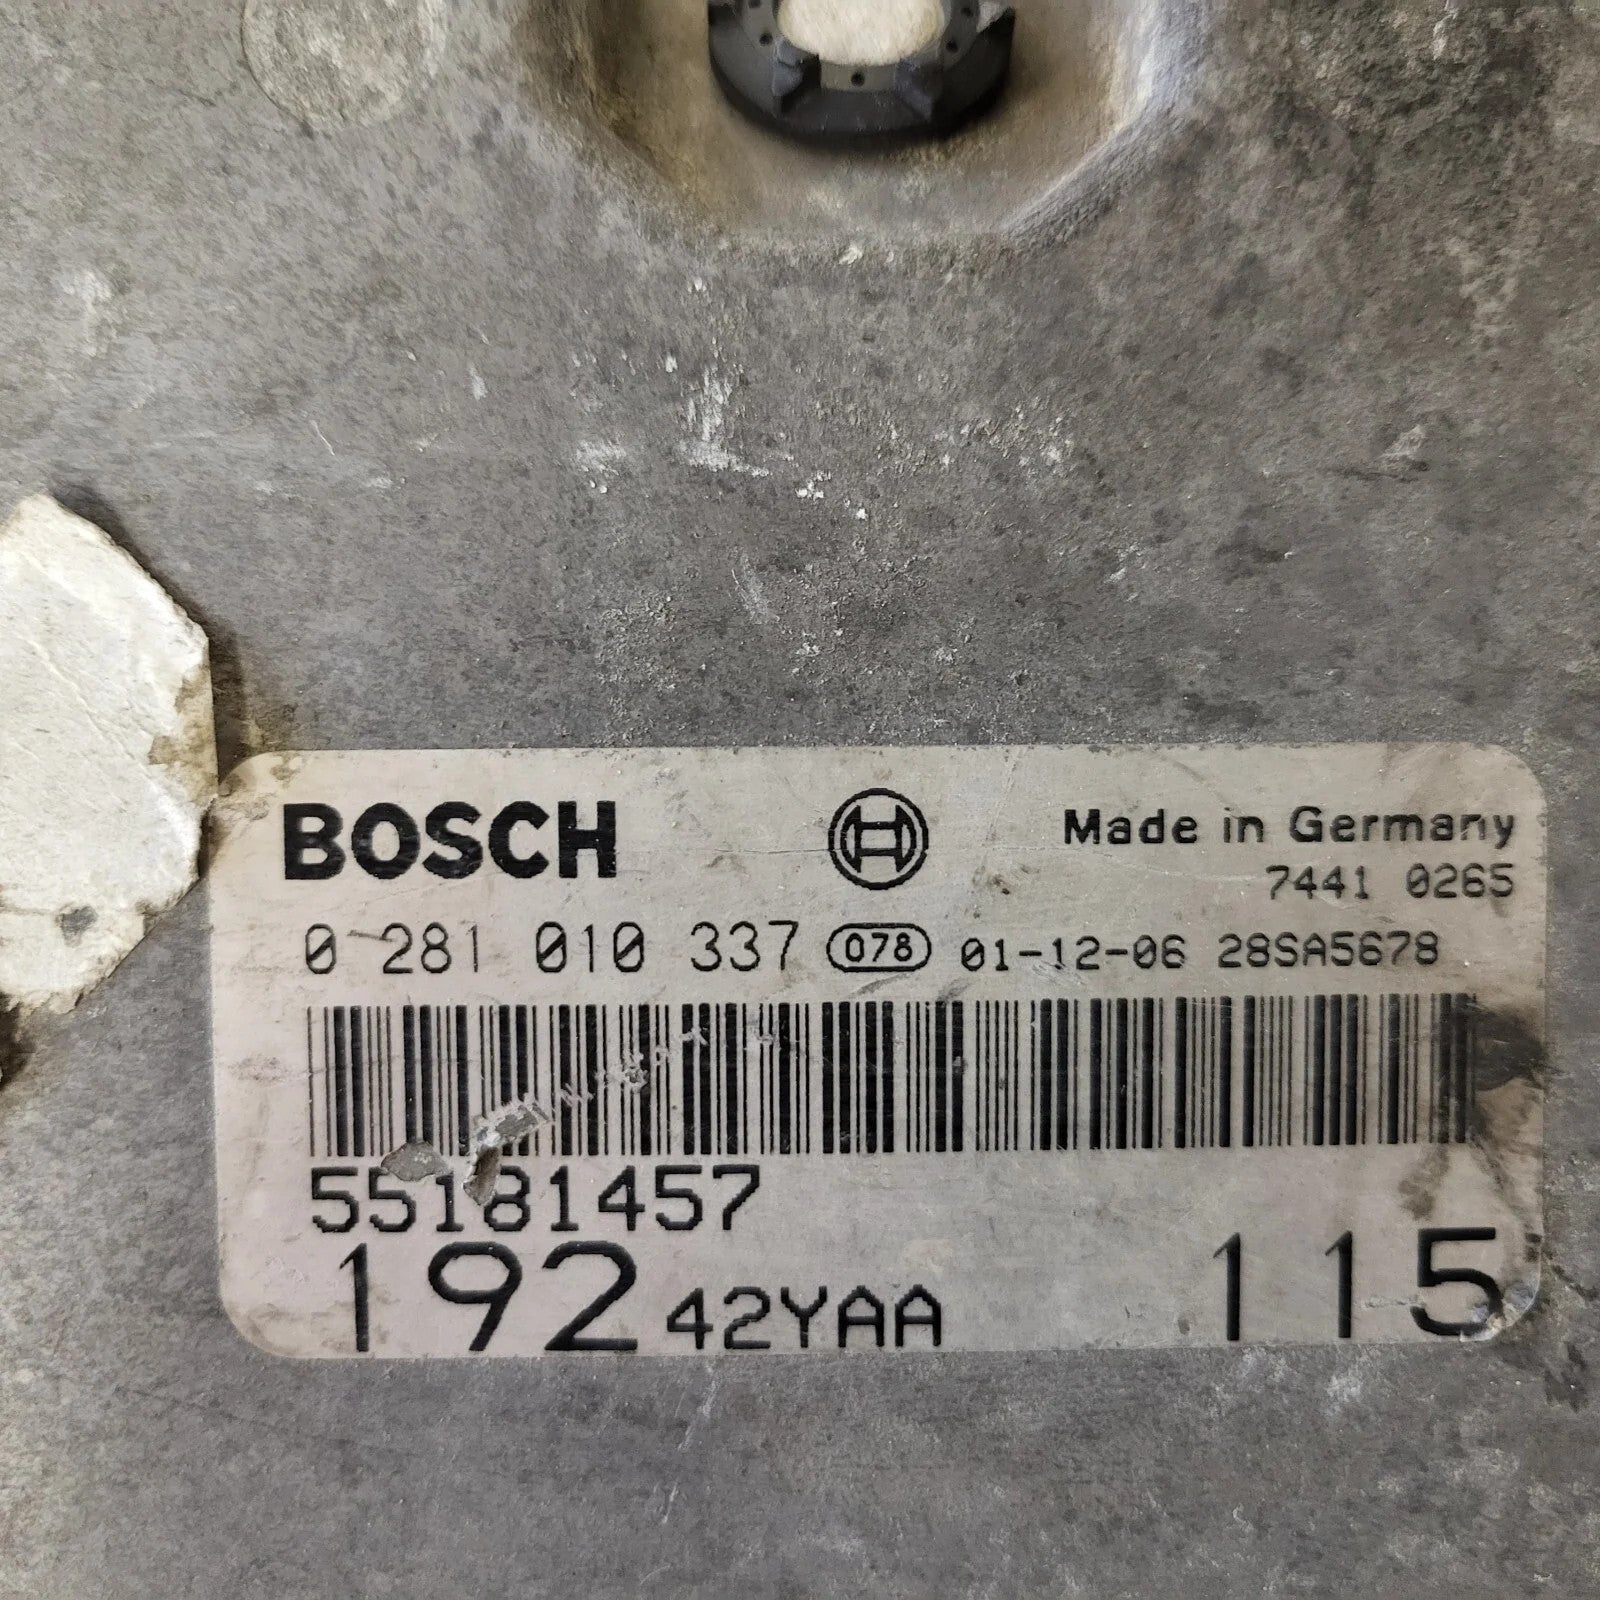 BOSCH Made in Germany
7441 0265
0 281 010 337 078 01-12-06 28SA5678
55181457
192 42YAA 115